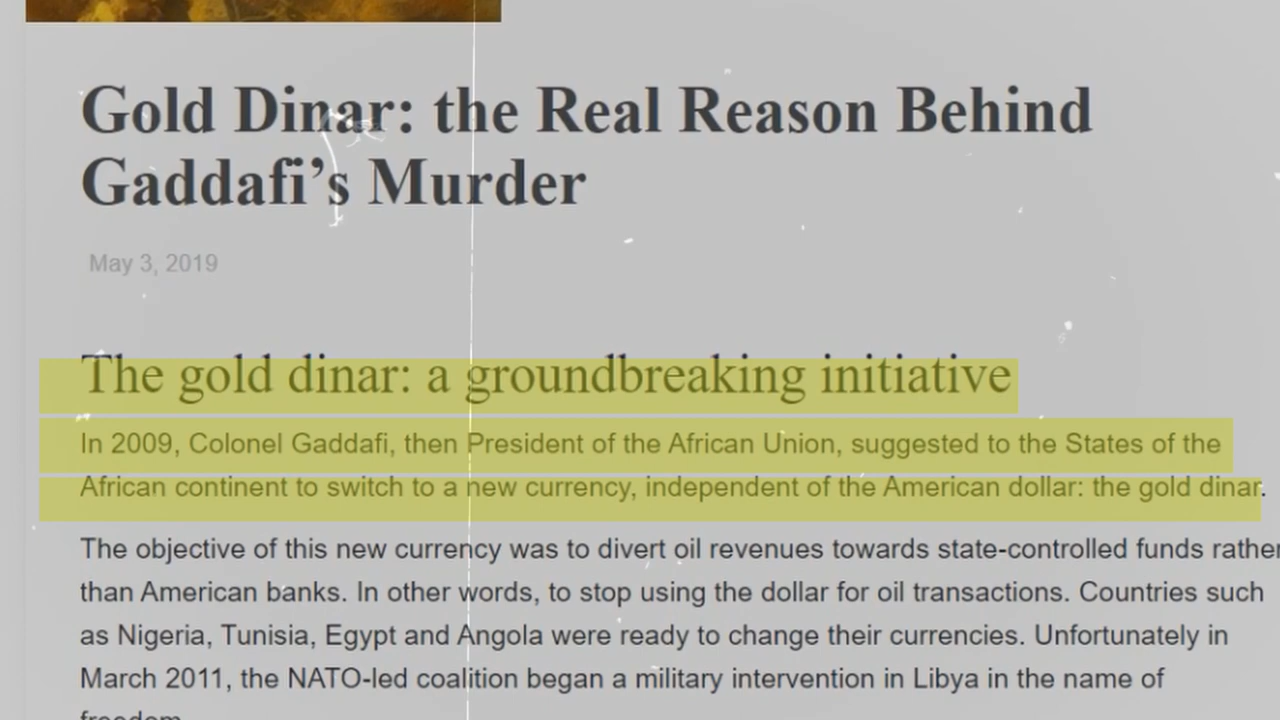 Gold Dinar: the Real Reason Behind
Gaddafi’s Murder
May 3, 2019
The gold dinar: a groundbreaking initiative
In 2009, Colonel Gaddafi, then President of the African Union, suggested to the States of the
African continent to switch to a new currency, independent of the American dollar: the gold dinar.
The objective of this new currency was to divert oil revenues towards state-controlled funds rather
than American banks. In other words, to stop using the dollar for oil transactions. Countries such
as Nigeria, Tunisia, Egypt and Angola were ready to change their currencies. Unfortunately in
March 2011, the NATO-led coalition began a military intervention in Libya in the name of
freedom